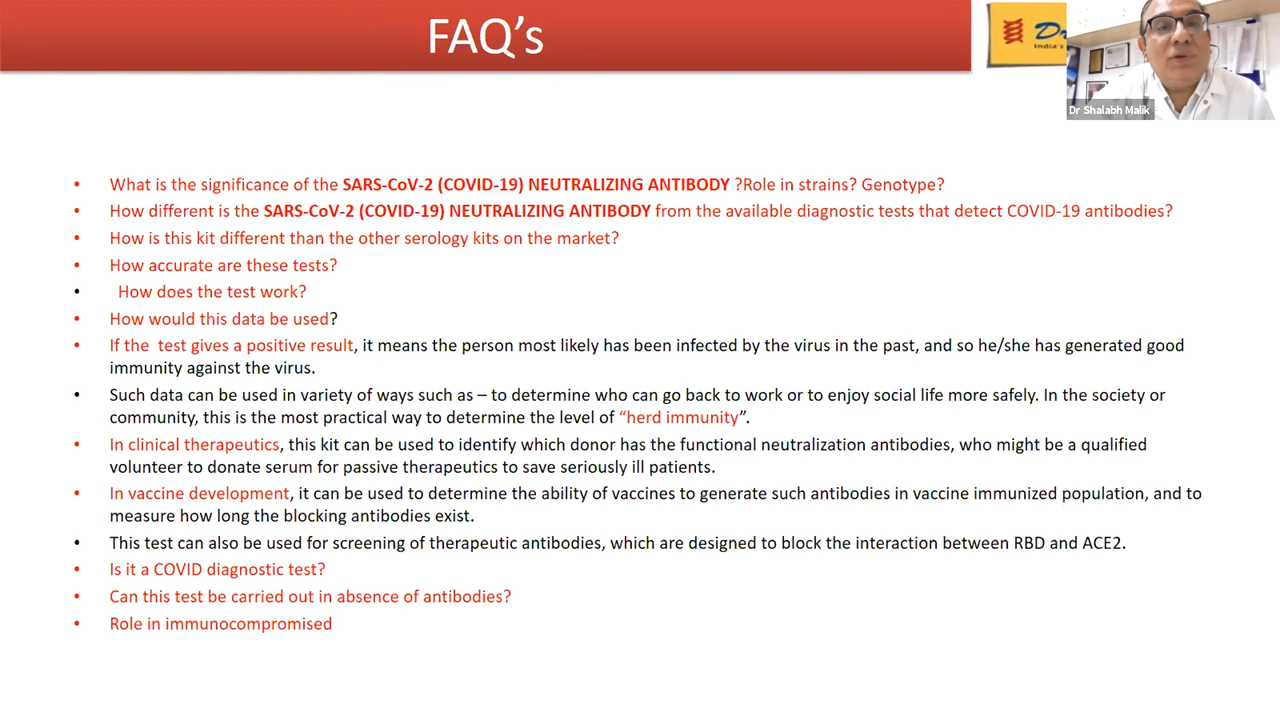 FAQ's
Dr
India's
Dr Shalabh Malik
• What is the significance of the SARS-CoV-2 (COVID-19) NEUTRALIZING ANTIBODY ?Role in strains? Genotype?
• How different is the SARS-CoV-2 (COVID-19) NEUTRALIZING ANTIBODY from the available diagnostic tests that detect COVID-19 antibodies?
• How is this kit different than the other serology kits on the market?
• How accurate are these tests?
• How does the test work?
• How would this data be used?
• If the test gives a positive result, it means the person most likely has been infected by the virus in the past, and so he/she has generated good
immunity against the virus.
• Such data can be used in variety of ways such as – to determine who can go back to work or to enjoy social life more safely. In the society or
community, this is the most practical way to determine the level of “herd immunity”.
• In clinical therapeutics, this kit can be used to identify which donor has the functional neutralization antibodies, who might be a qualified
volunteer to donate serum for passive therapeutics to save seriously ill patients.
• In vaccine development, it can be used to determine the ability of vaccines to generate such antibodies in vaccine immunized population, and to
measure how long the blocking antibodies exist.
• This test can also be used for screening of therapeutic antibodies, which are designed to block the interaction between RBD and ACE2.
• Is it a COVID diagnostic test?
• Can this test be carried out in absence of antibodies?
• Role in immunocompromised